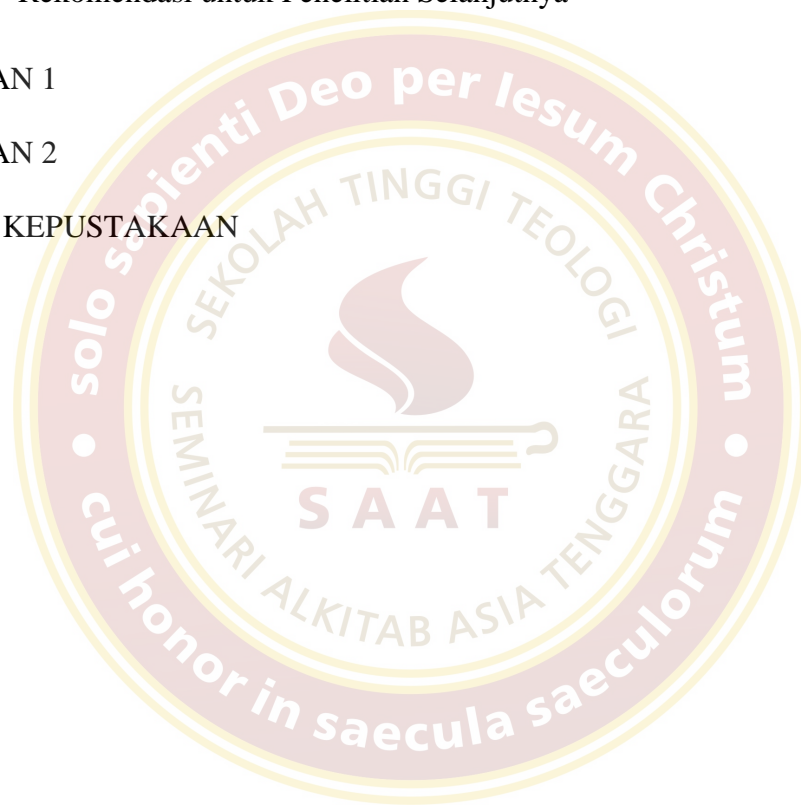 Rekomendasi untuk Penelitian Selanjutnya
AN 1
AN 2
KEPUSTAKAAN
solo sapienti Deo per Iesum Christum
SEKOLAH TINGGI TEOLOGI
SEMINARI ALKITAB ASIA TENGGARA
SAAT
cui honor in saecula saeculorum